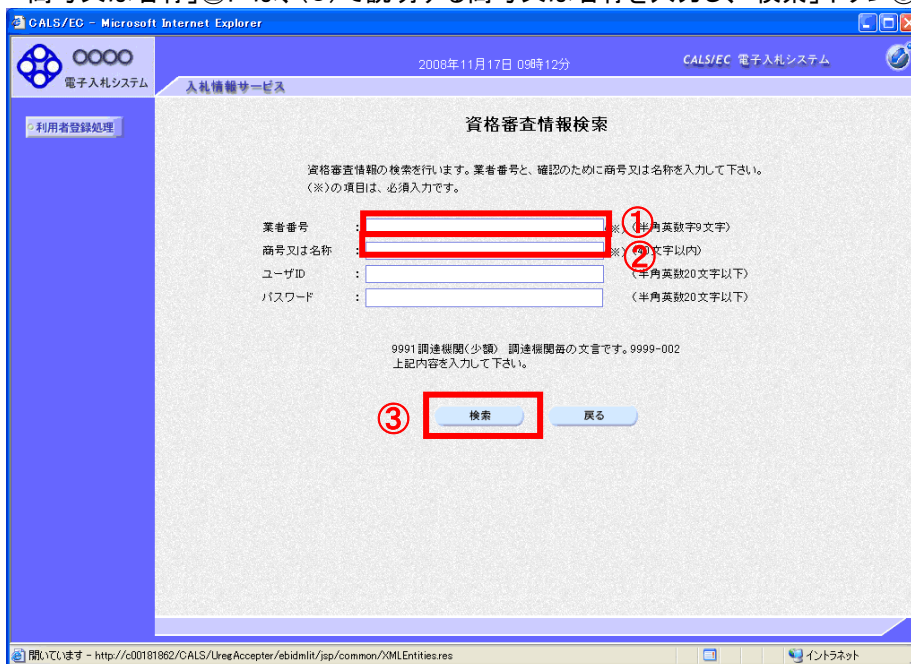 CALS/EC - Microsoft Internet Explorer
〇〇〇〇
電子入札システム
2008年11月17日 09時12分
CALS/EC 電子入札システム
入札情報サービス
利用者登録処理
資格審査情報検索
資格審査情報の検索を行います。業者番号と、確認のために商号又は名称を入力して下さい。
(※)の項目は、必須入力です。
業者番号 : ※) ① (半角英数字9文字)
商号又は名称 : ※) ② (40文字以内)
ユーザID : (半角英数20文字以下)
パスワード : (半角英数20文字以下)
9991調達機関(少額) 調達機関毎の文言です。9999-002
上記内容を入力して下さい。
③ 検索 戻る
開いています - http://c00181862/CALS/UregAccepter/ebidmlit/jsp/common/XMLEntities.res
イントラネット